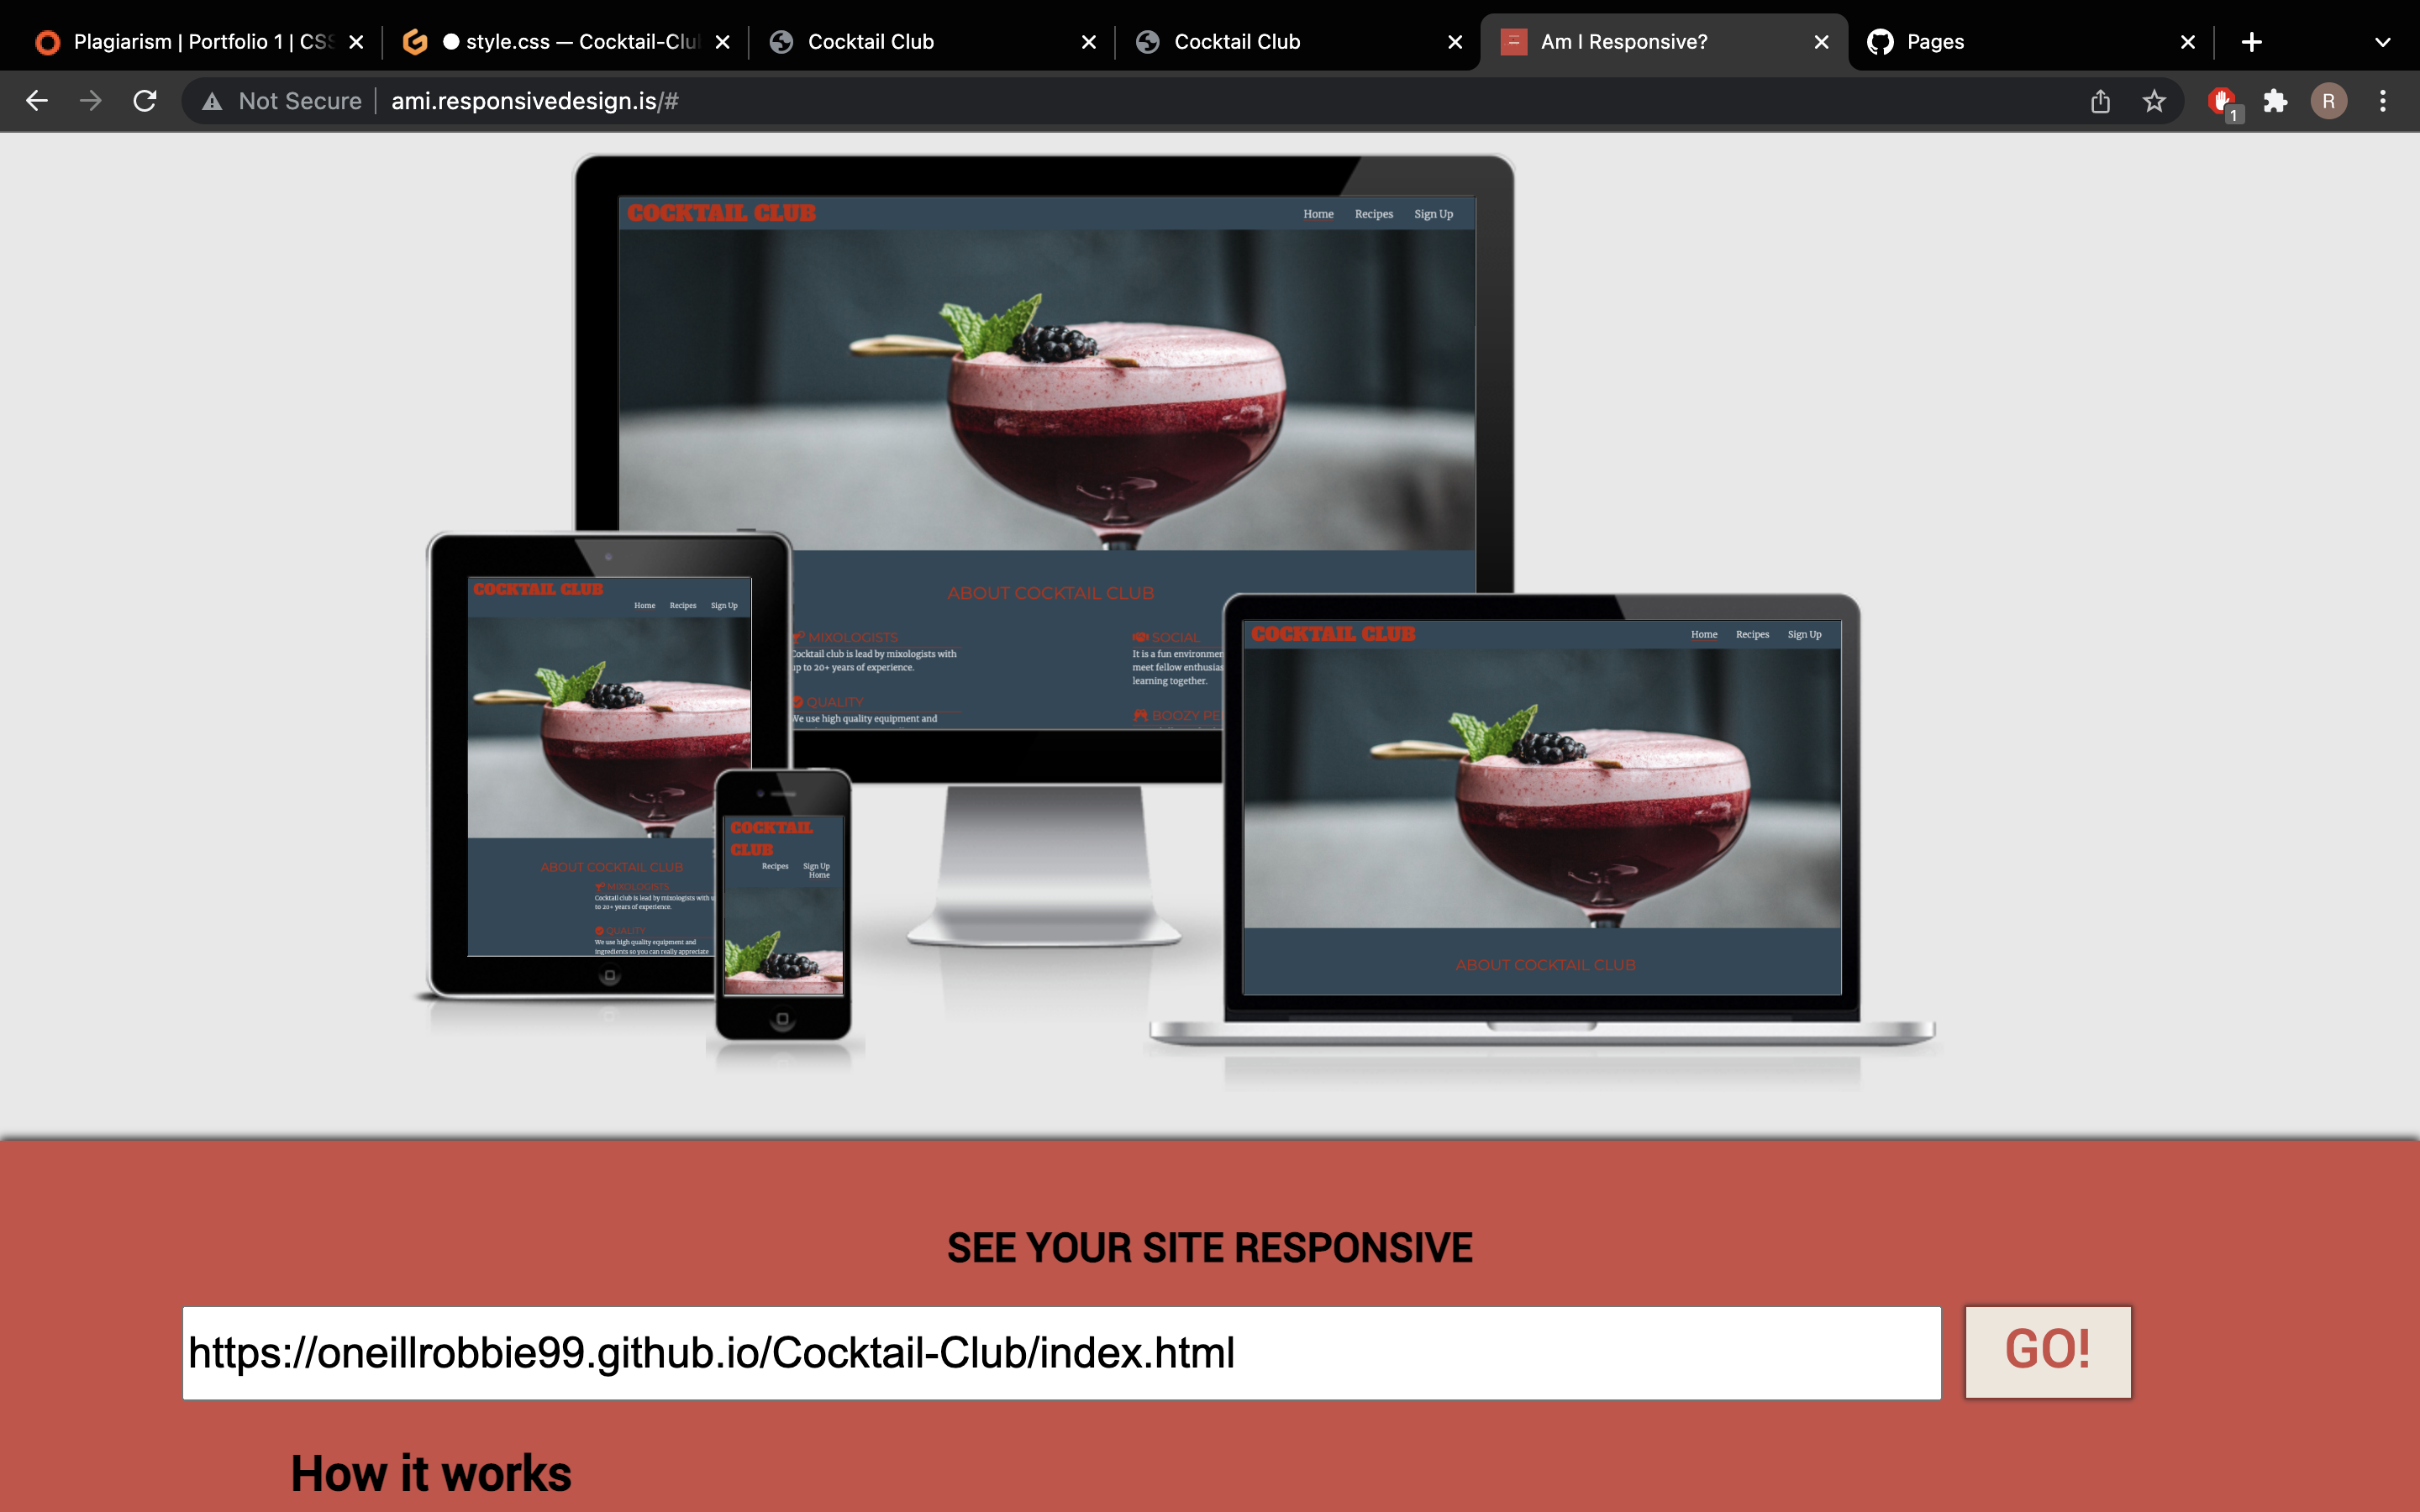 Plagiarism | Portfolio 1 | CSS
style.css — Cocktail-Clu
Cocktail Club
Cocktail Club
Am I Responsive?
Pages
Not Secure
ami.responsivedesign.is/#
1
R
COCKTAIL CLUB
Home Recipes Sign Up
ABOUT COCKTAIL CLUB
MIXOLOGISTS
Cocktail club is lead by mixologists with
up to 20+ years of experience.
QUALITY
We use high quality equipment and
SOCIAL
It is a fun environmen
meet fellow enthusias
learning together.
BOOZY PE
COCKTAIL CLUB
Home Recipes Sign Up
ABOUT COCKTAIL CLUB
MIXOLOGISTS
Cocktail club is lead by mixologists with u
to 20+ years of experience.
QUALITY
We use high quality equipment and
ingredients so you can really appreciate
COCKTAIL
CLUB
Recipes Sign Up
Home
COCKTAIL CLUB
Home Recipes Sign Up
ABOUT COCKTAIL CLUB
SEE YOUR SITE RESPONSIVE
https://oneillrobbie99.github.io/Cocktail-Club/index.html
GO!
How it works